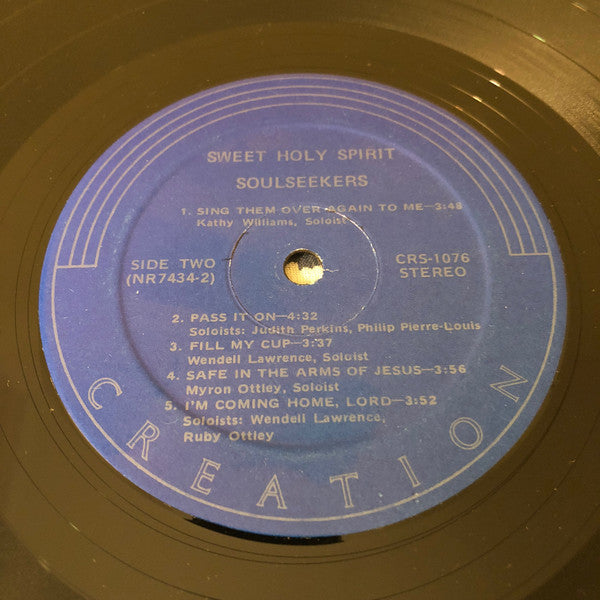 SWEET HOLY SPIRIT
SOULSEEKERS
1. SING THEM OVER AGAIN TO ME—3:48
Kathy Williams, Soloist
SIDE TWO
(NR7434-2)
CRS-1076
STEREO
2. PASS IT ON—4:32
Soloists: Judith Perkins, Philip Pierre-Louis
3. FILL MY CUP—3:37
Wendell Lawrence, Soloist
4. SAFE IN THE ARMS OF JESUS—3:56
Myron Ottley, Soloist
5. I'M COMING HOME, LORD—3:52
Soloists: Wendell Lawrence,
Ruby Ottley
CREATION